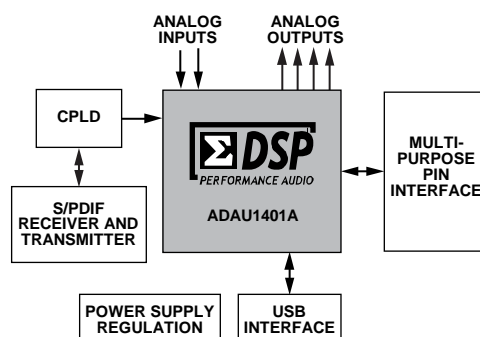 ANALOG
INPUTS
ANALOG
OUTPUTS
CPLD
Σ DSP
PERFORMANCE AUDIO
ADAU1401A
MULTI-
PURPOSE
PIN
INTERFACE
S/PDIF
RECEIVER AND
TRANSMITTER
POWER SUPPLY
REGULATION
USB
INTERFACE